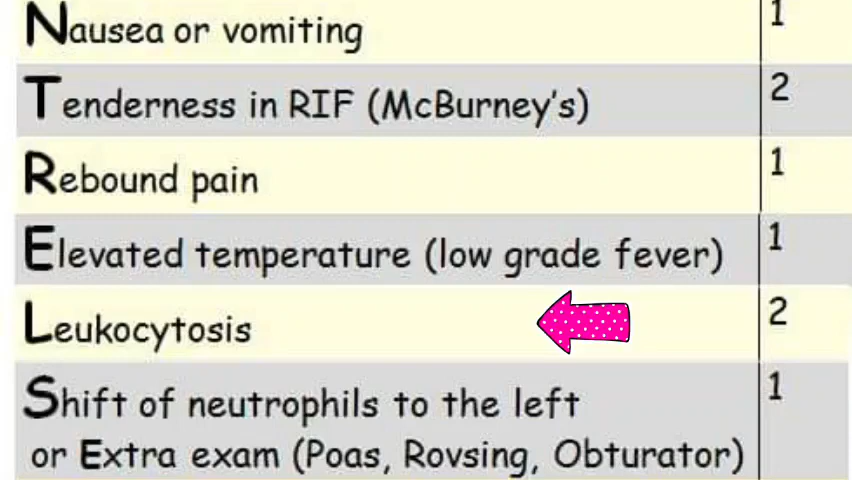 Nausea or vomiting 1
Tenderness in RIF (McBurney's) 2
Rebound pain 1
Elevated temperature (low grade fever) 1
Leukocytosis 2
Shift of neutrophils to the left 1
or Extra exam (Poas, Rovsing, Obturator)